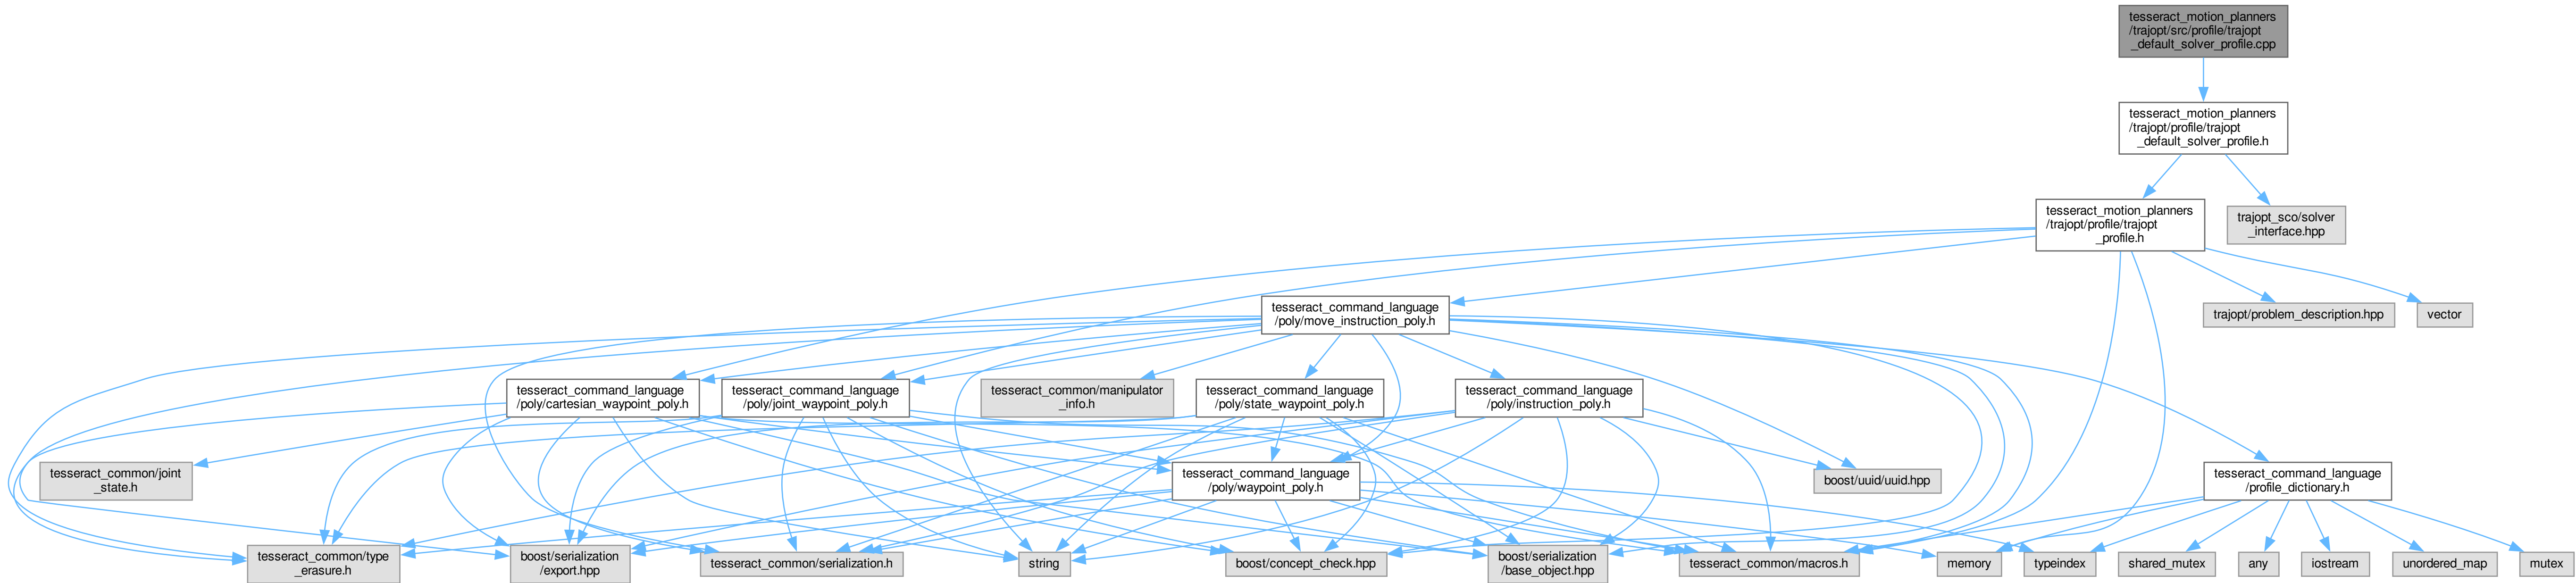 tesseract_motion_planners
/trajopt/src/profile/trajopt
_default_solver_profile.cpp
tesseract_motion_planners
/trajopt/profile/trajopt
_default_solver_profile.h
tesseract_motion_planners
/trajopt/profile/trajopt
_profile.h
trajopt_sco/solver
_interface.hpp
tesseract_command_language
/poly/move_instruction_poly.h
trajopt/problem_description.hpp
vector
tesseract_command_language
/poly/cartesian_waypoint_poly.h
tesseract_command_language
/poly/joint_waypoint_poly.h
tesseract_common/manipulator
_info.h
tesseract_command_language
/poly/state_waypoint_poly.h
tesseract_command_language
/poly/instruction_poly.h
tesseract_common/joint
_state.h
tesseract_command_language
/poly/waypoint_poly.h
boost/uuid/uuid.hpp
tesseract_command_language
/profile_dictionary.h
tesseract_common/type
_erasure.h
boost/serialization
/export.hpp
tesseract_common/serialization.h
string
boost/concept_check.hpp
boost/serialization
/base_object.hpp
tesseract_common/macros.h
memory
typeindex
shared_mutex
any
iostream
unordered_map
mutex